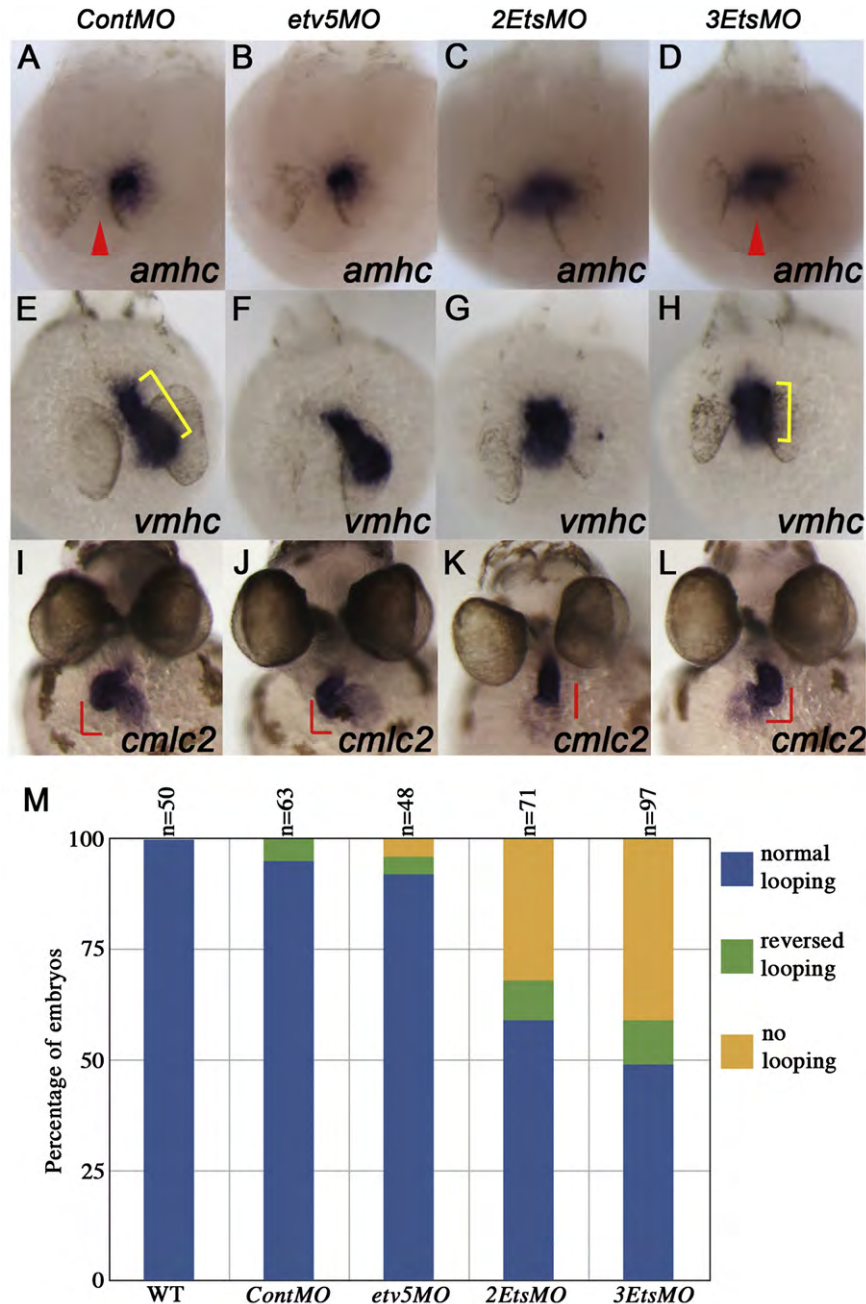 ContMO etv5MO 2EtsMO 3EtsMO
A B C D
amhc amhc amhc amhc
E F G H
vmhc vmhc vmhc vmhc
I J K L
cmlc2 cmlc2 cmlc2 cmlc2
M
n=50 n=63 n=48 n=71 n=97
100
75
50
25
0
Percentage of embryos
normal
looping
reversed
looping
no
looping
WT ContMO etv5MO 2EtsMO 3EtsMO